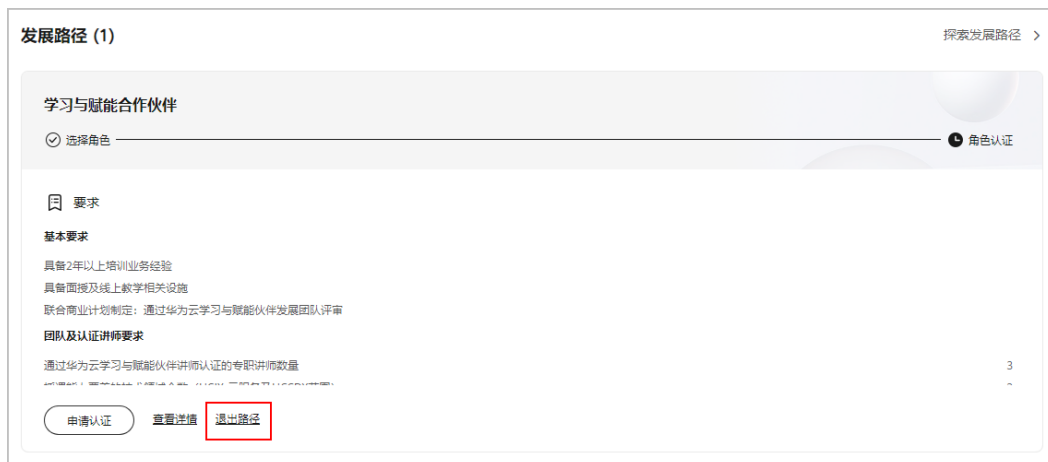 发展路径 (1)
探索发展路径
学习与赋能合作伙伴
选择角色
角色认证
要求
基本要求
具备2年以上培训业务经验
具备面授及线上教学相关设施
联合商业计划制定：通过华为云学习与赋能伙伴发展团队评审
团队及认证讲师要求
通过华为云学习与赋能伙伴讲师认证的专职讲师数量 3
申请认证 查看详情 退出路径